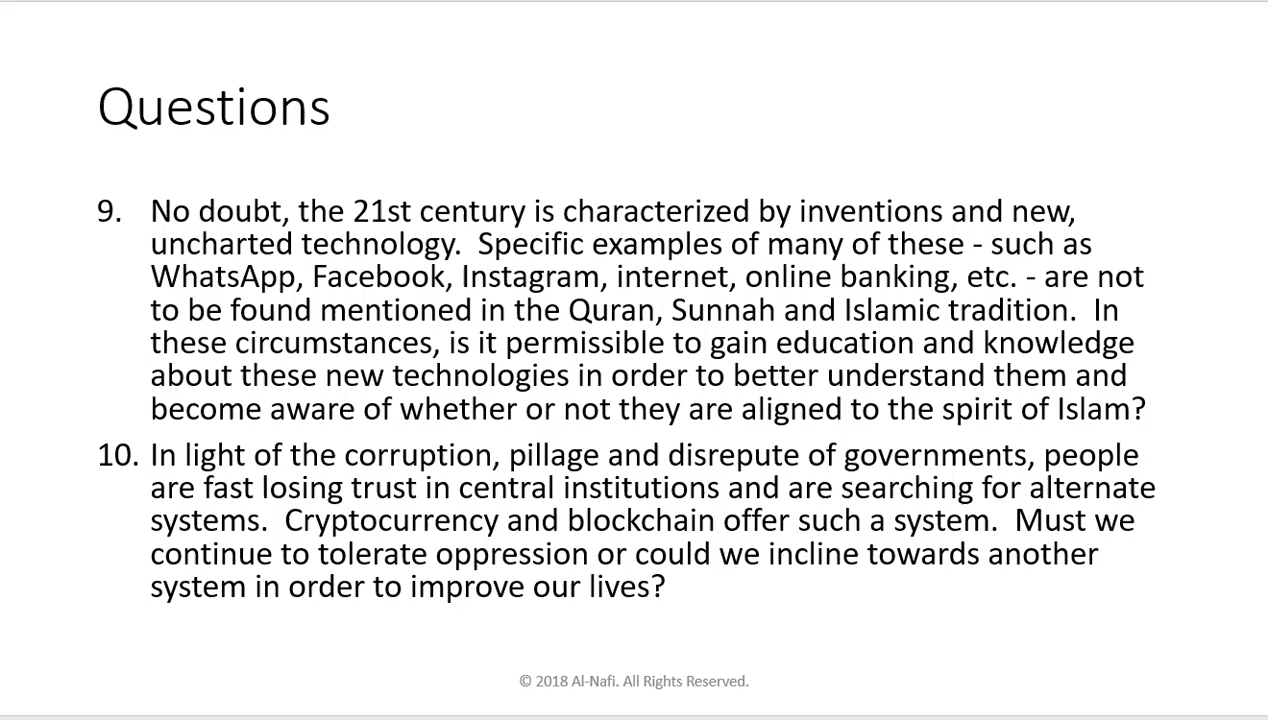 Questions
9. No doubt, the 21st century is characterized by inventions and new,
uncharted technology.  Specific examples of many of these - such as
WhatsApp, Facebook, Instagram, internet, online banking, etc. - are not
to be found mentioned in the Quran, Sunnah and Islamic tradition.  In
these circumstances, is it permissible to gain education and knowledge
about these new technologies in order to better understand them and
become aware of whether or not they are aligned to the spirit of Islam?
10. In light of the corruption, pillage and disrepute of governments, people
are fast losing trust in central institutions and are searching for alternate
systems.  Cryptocurrency and blockchain offer such a system.  Must we
continue to tolerate oppression or could we incline towards another
system in order to improve our lives?
© 2018 Al-Nafi. All Rights Reserved.